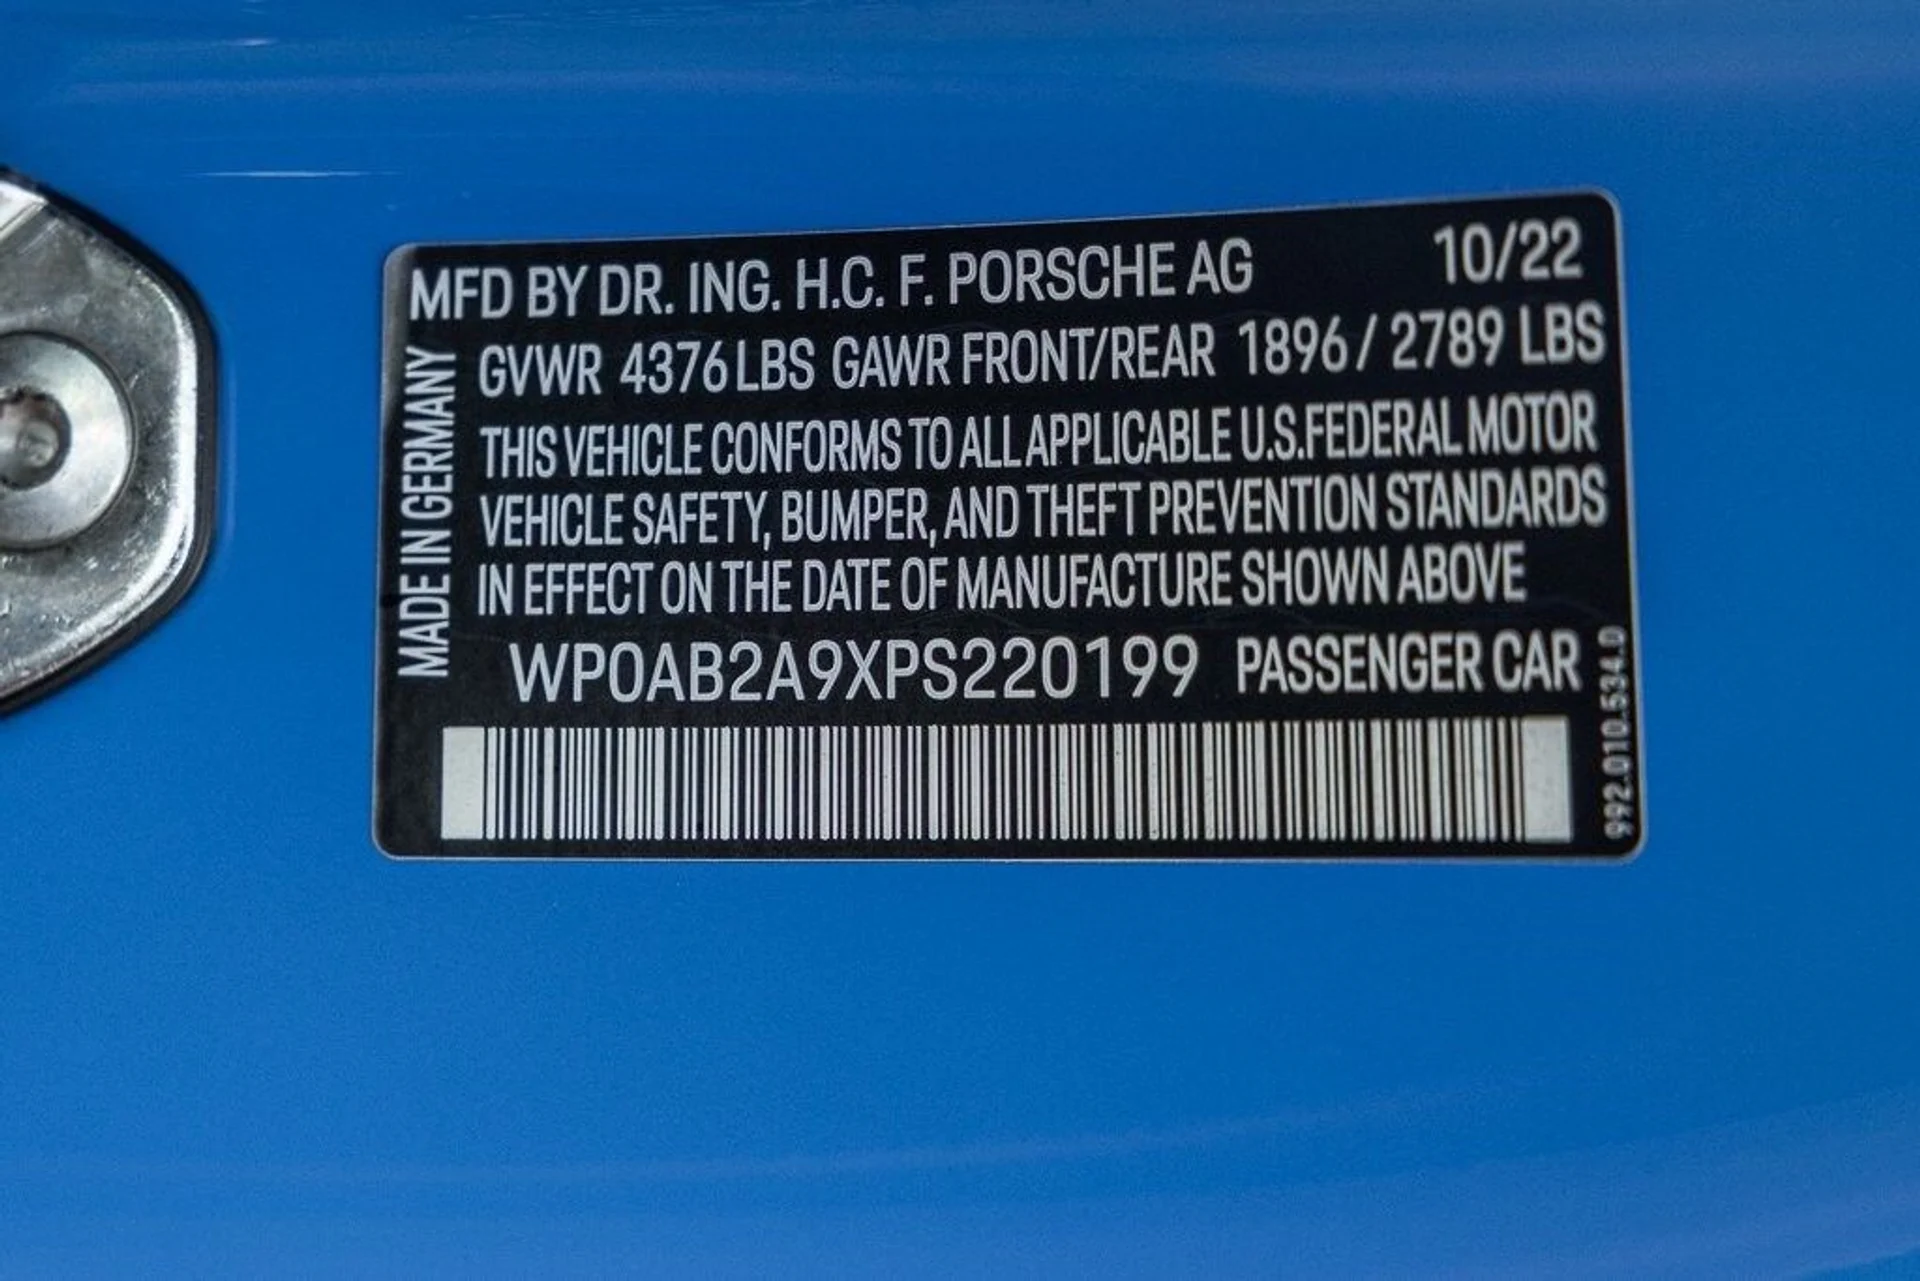 MFD BY DR. ING. H.C. F. PORSCHE AG 10/22
GVWR 4376 LBS GAWR FRONT/REAR 1896 / 2789 LBS
THIS VEHICLE CONFORMS TO ALL APPLICABLE U.S.FEDERAL MOTOR
VEHICLE SAFETY, BUMPER, AND THEFT PREVENTION STANDARDS
IN EFFECT ON THE DATE OF MANUFACTURE SHOWN ABOVE
WP0AB2A9XPS220199 PASSENGER CAR
MADE IN GERMANY
992.010.534.D